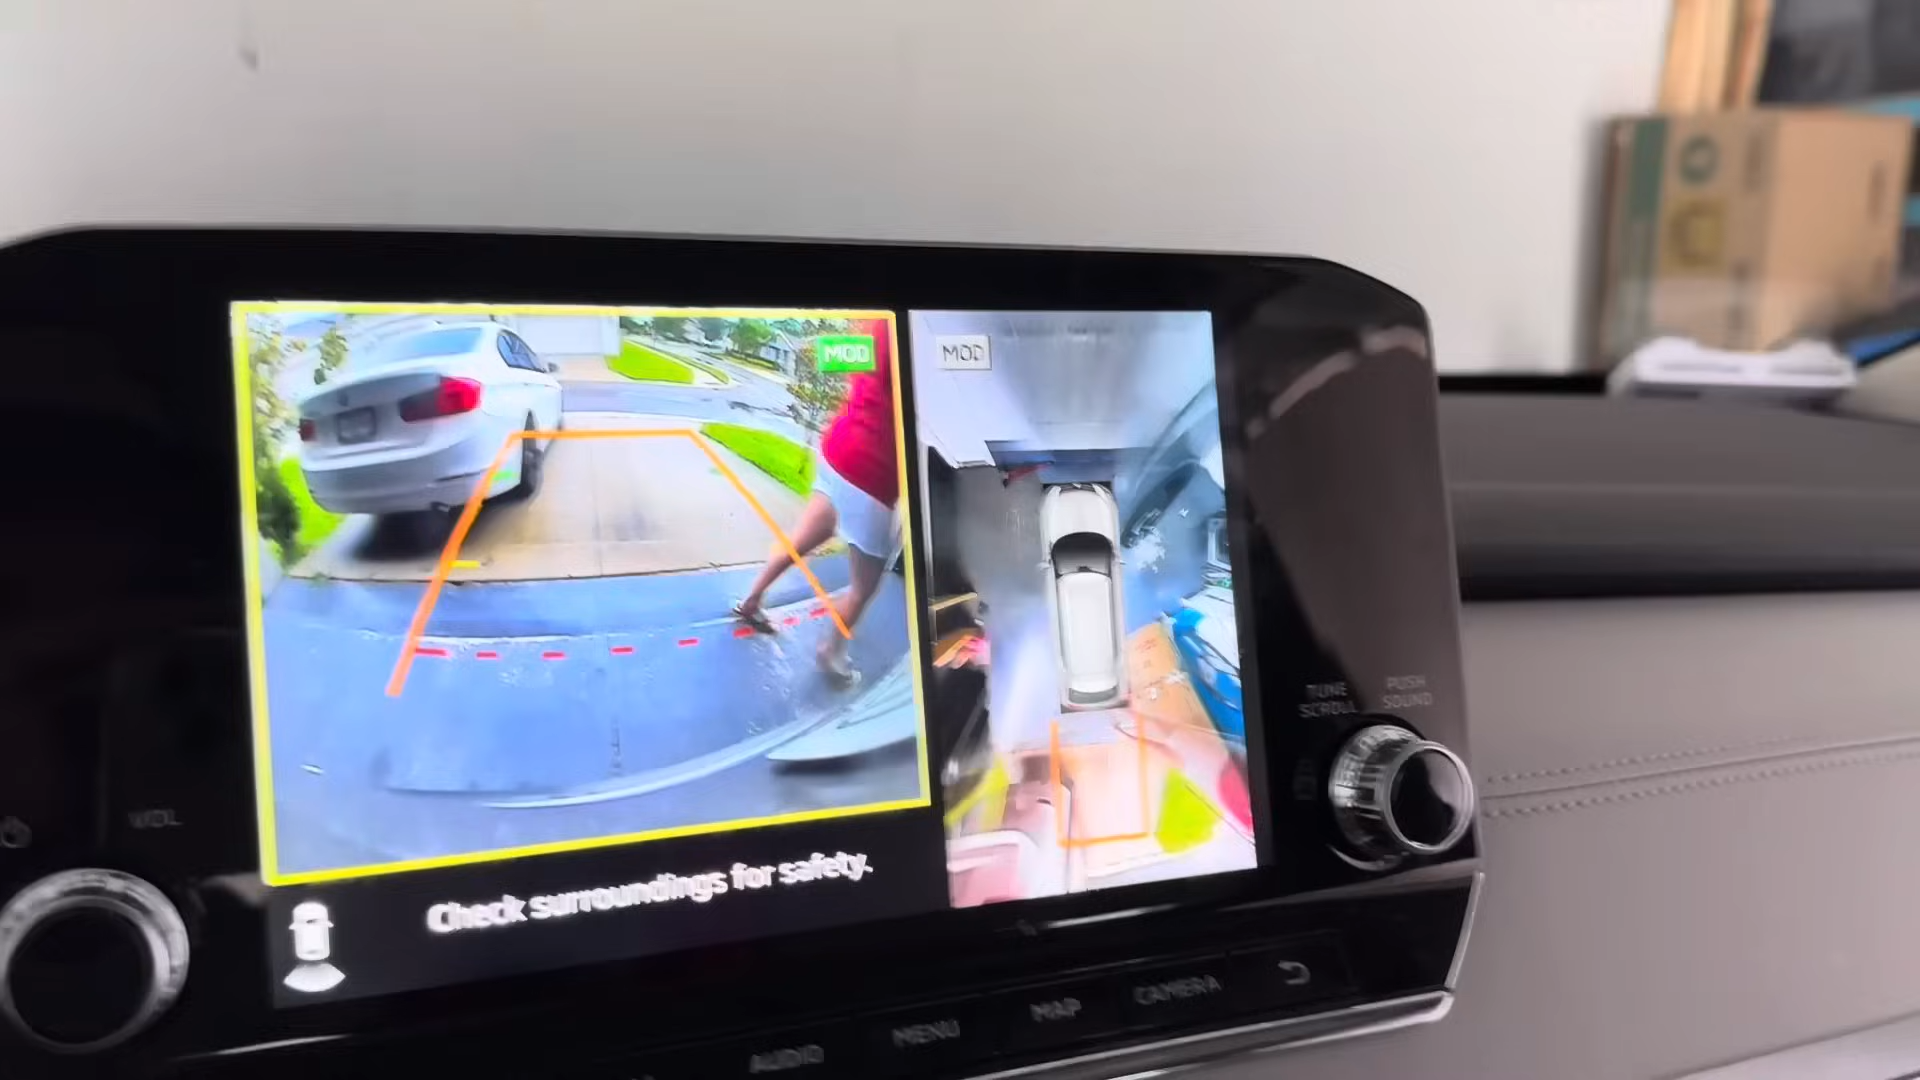 MOD
MOD
TUNE
SCROLL
PUSH
SOUND
VOL
Check surroundings for safety.
AUDIO
MENU
MAP
CAMERA